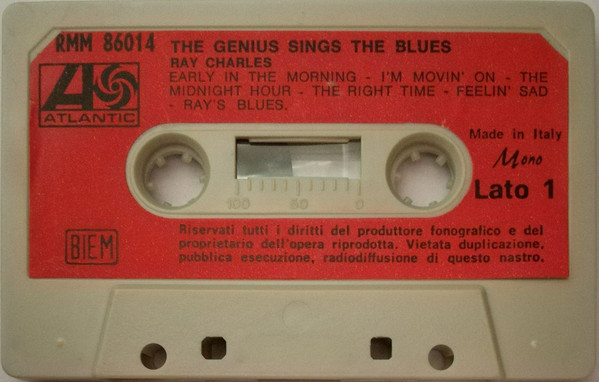 RMM 86014 THE GENIUS SINGS THE BLUES
RAY CHARLES
EARLY IN THE MORNING - I'M MOVIN' ON - THE
MIDNIGHT HOUR - THE RIGHT TIME - FEELIN' SAD
- RAY'S BLUES.
ATLANTIC
Made in Italy
Mono
Lato 1
100 50 0
BIEM
Riservati tutti i diritti del produttore fonografico e del
proprietario dell'opera riprodotta. Vietata duplicazione,
pubblica esecuzione, radiodiffusione di questo nastro.